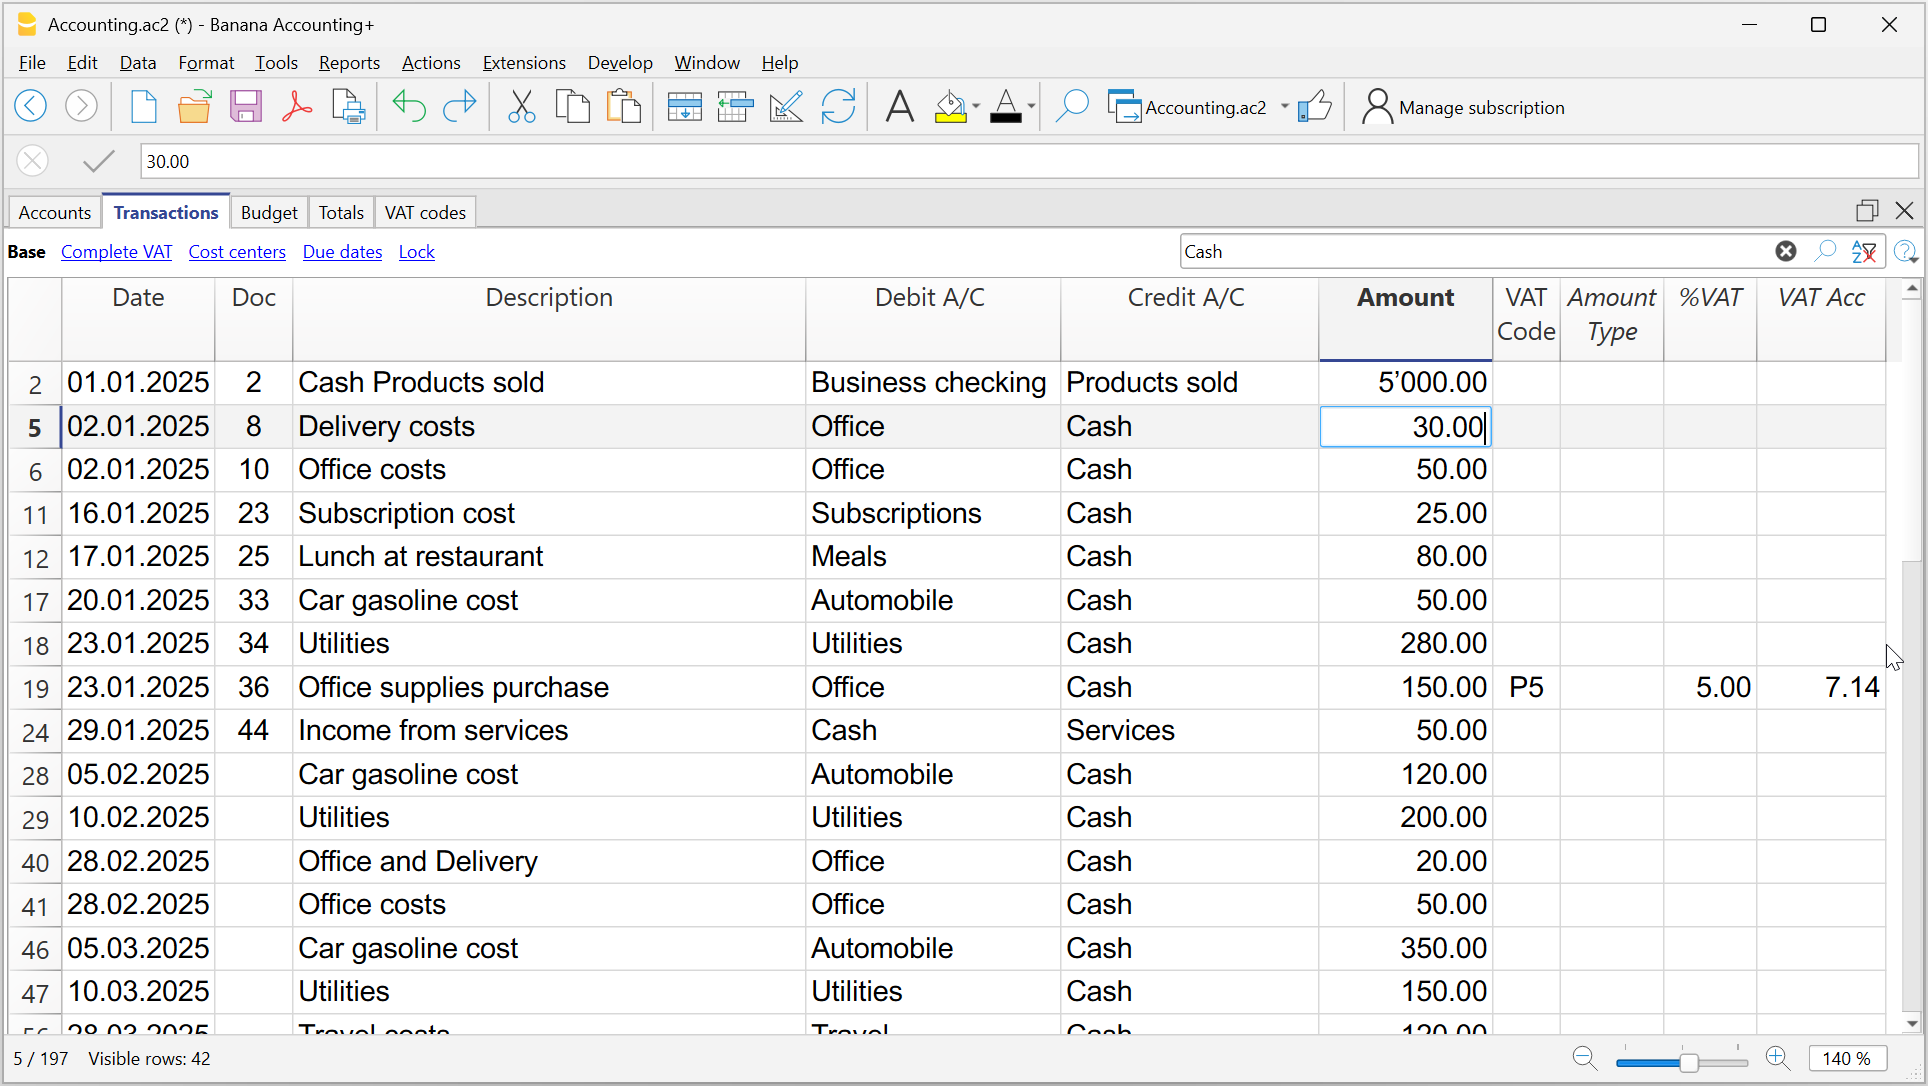 Accounting.ac2 (*) - Banana Accounting+
File Edit Data Format Tools Reports Actions Extensions Develop Window Help
Accounting.ac2 Manage subscription
30.00
Accounts Transactions Budget Totals VAT codes
Base Complete VAT Cost centers Due dates Lock Cash
Date Doc Description Debit A/C Credit A/C Amount VAT Code Amount Type %VAT VAT Acc
2 01.01.2025 2 Cash Products sold Business checking Products sold 5’000.00
5 02.01.2025 8 Delivery costs Office Cash 30.00
6 02.01.2025 10 Office costs Office Cash 50.00
11 16.01.2025 23 Subscription cost Subscriptions Cash 25.00
12 17.01.2025 25 Lunch at restaurant Meals Cash 80.00
17 20.01.2025 33 Car gasoline cost Automobile Cash 50.00
18 23.01.2025 34 Utilities Utilities Cash 280.00
19 23.01.2025 36 Office supplies purchase Office Cash 150.00 P5 5.00 7.14
24 29.01.2025 44 Income from services Cash Services 50.00
28 05.02.2025 Car gasoline cost Automobile Cash 120.00
29 10.02.2025 Utilities Utilities Cash 200.00
40 28.02.2025 Office and Delivery Office Cash 20.00
41 28.02.2025 Office costs Office Cash 50.00
46 05.03.2025 Car gasoline cost Automobile Cash 350.00
47 10.03.2025 Utilities Utilities Cash 150.00
56 28.03.2025 Travel costs Travel Cash 120.00
5 / 197 Visible rows: 42 140 %